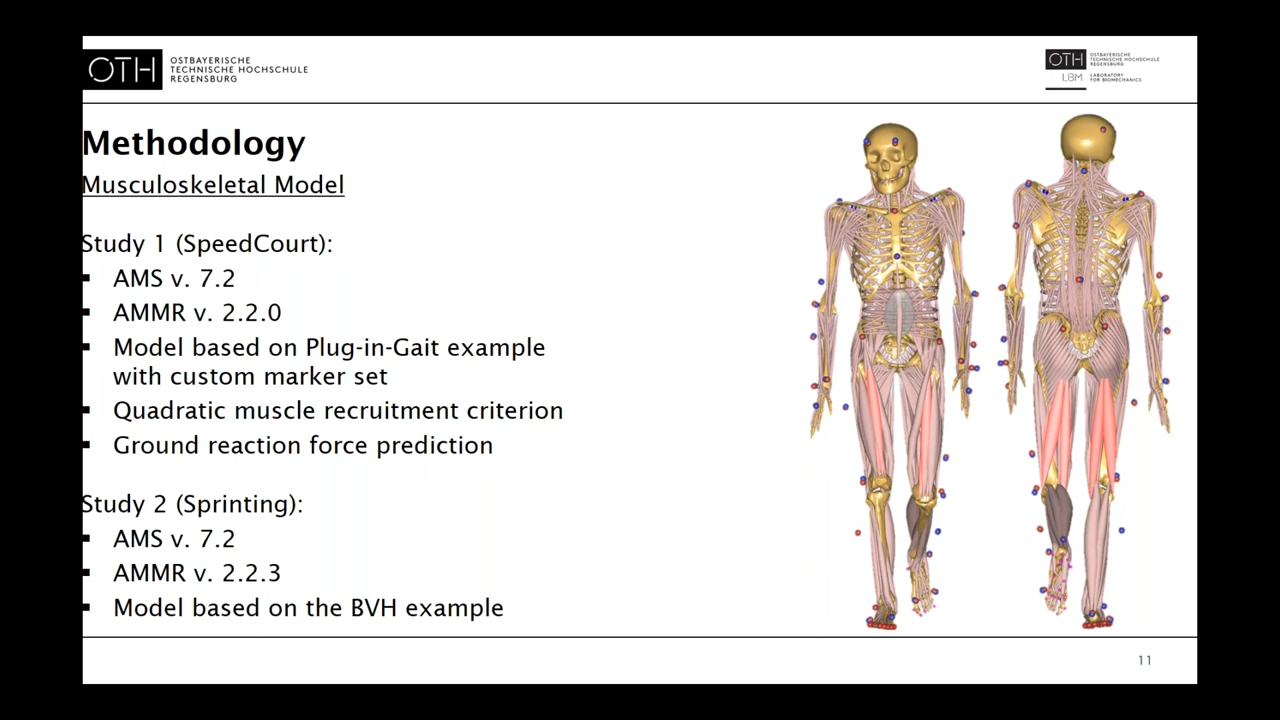 OTH
OSTBAYERISCHE
TECHNISCHE HOCHSCHULE
REGENSBURG
OTH
OSTBAYERISCHE
TECHNISCHE HOCHSCHULE
REGENSBURG
LBM
LABORATORY
FOR BIOMECHANICS
Methodology
Musculoskeletal Model
Study 1 (SpeedCourt):
▪ AMS v. 7.2
▪ AMMR v. 2.2.0
▪ Model based on Plug-in-Gait example
with custom marker set
▪ Quadratic muscle recruitment criterion
▪ Ground reaction force prediction
Study 2 (Sprinting):
▪ AMS v. 7.2
▪ AMMR v. 2.2.3
▪ Model based on the BVH example
11